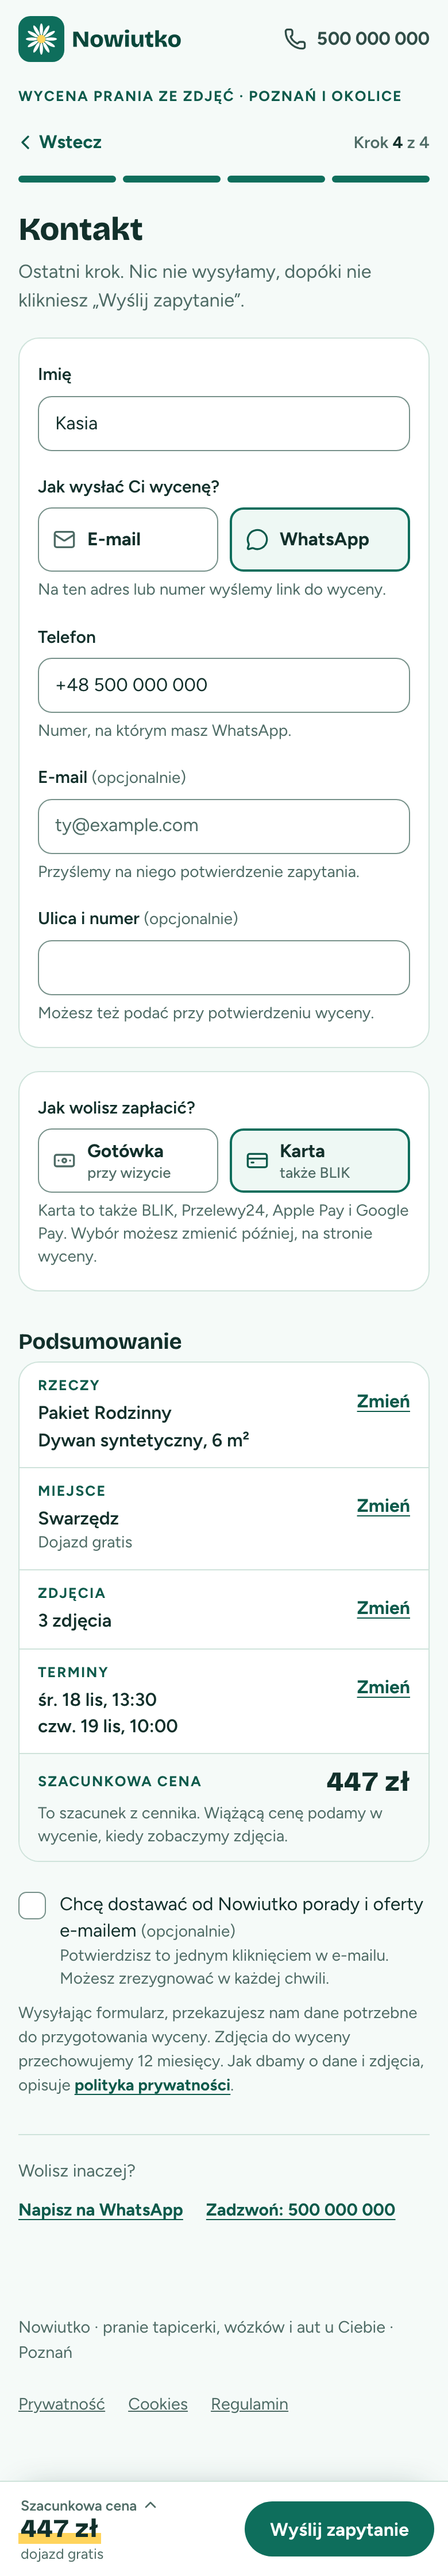 Nowiutko
500 000 000
WYCENA PRANIA ZE ZDJĘĆ · POZNAŃ I OKOLICE
Wstecz
Krok 4 z 4
Kontakt
Ostatni krok. Nic nie wysyłamy, dopóki nie
klikniesz „Wyślij zapytanie”.
Imię
Kasia
Jak wysłać Ci wycenę?
E-mail
WhatsApp
Na ten adres lub numer wyślemy link do wyceny.
Telefon
+48 500 000 000
Numer, na którym masz WhatsApp.
E-mail (opcjonalnie)
ty@example.com
Przyślemy na niego potwierdzenie zapytania.
Ulica i numer (opcjonalnie)
Możesz też podać przy potwierdzeniu wyceny.
Jak wolisz zapłacić?
Gotówka
przy wizycie
Karta
także BLIK
Karta to także BLIK, Przelewy24, Apple Pay i Google
Pay. Wybór możesz zmienić później, na stronie
wyceny.
Podsumowanie
RZECZY
Zmień
Pakiet Rodzinny
Dywan syntetyczny, 6 m²
MIEJSCE
Zmień
Swarzędz
Dojazd gratis
ZDJĘCIA
Zmień
3 zdjęcia
TERMINY
Zmień
śr. 18 lis, 13:30
czw. 19 lis, 10:00
SZACUNKOWA CENA
447 zł
To szacunek z cennika. Wiążącą cenę podamy w
wycenie, kiedy zobaczymy zdjęcia.
Chcę dostawać od Nowiutko porady i oferty
e-mailem (opcjonalnie)
Potwierdzisz to jednym kliknięciem w e-mailu.
Możesz zrezygnować w każdej chwili.
Wysyłając formularz, przekazujesz nam dane potrzebne
do przygotowania wyceny. Zdjęcia do wyceny
przechowujemy 12 miesięcy. Jak dbamy o dane i zdjęcia,
opisuje polityka prywatności.
Wolisz inaczej?
Napisz na WhatsApp
Zadzwoń: 500 000 000
Nowiutko · pranie tapicerki, wózków i aut u Ciebie ·
Poznań
Prywatność
Cookies
Regulamin
Szacunkowa cena
447 zł
dojazd gratis
Wyślij zapytanie